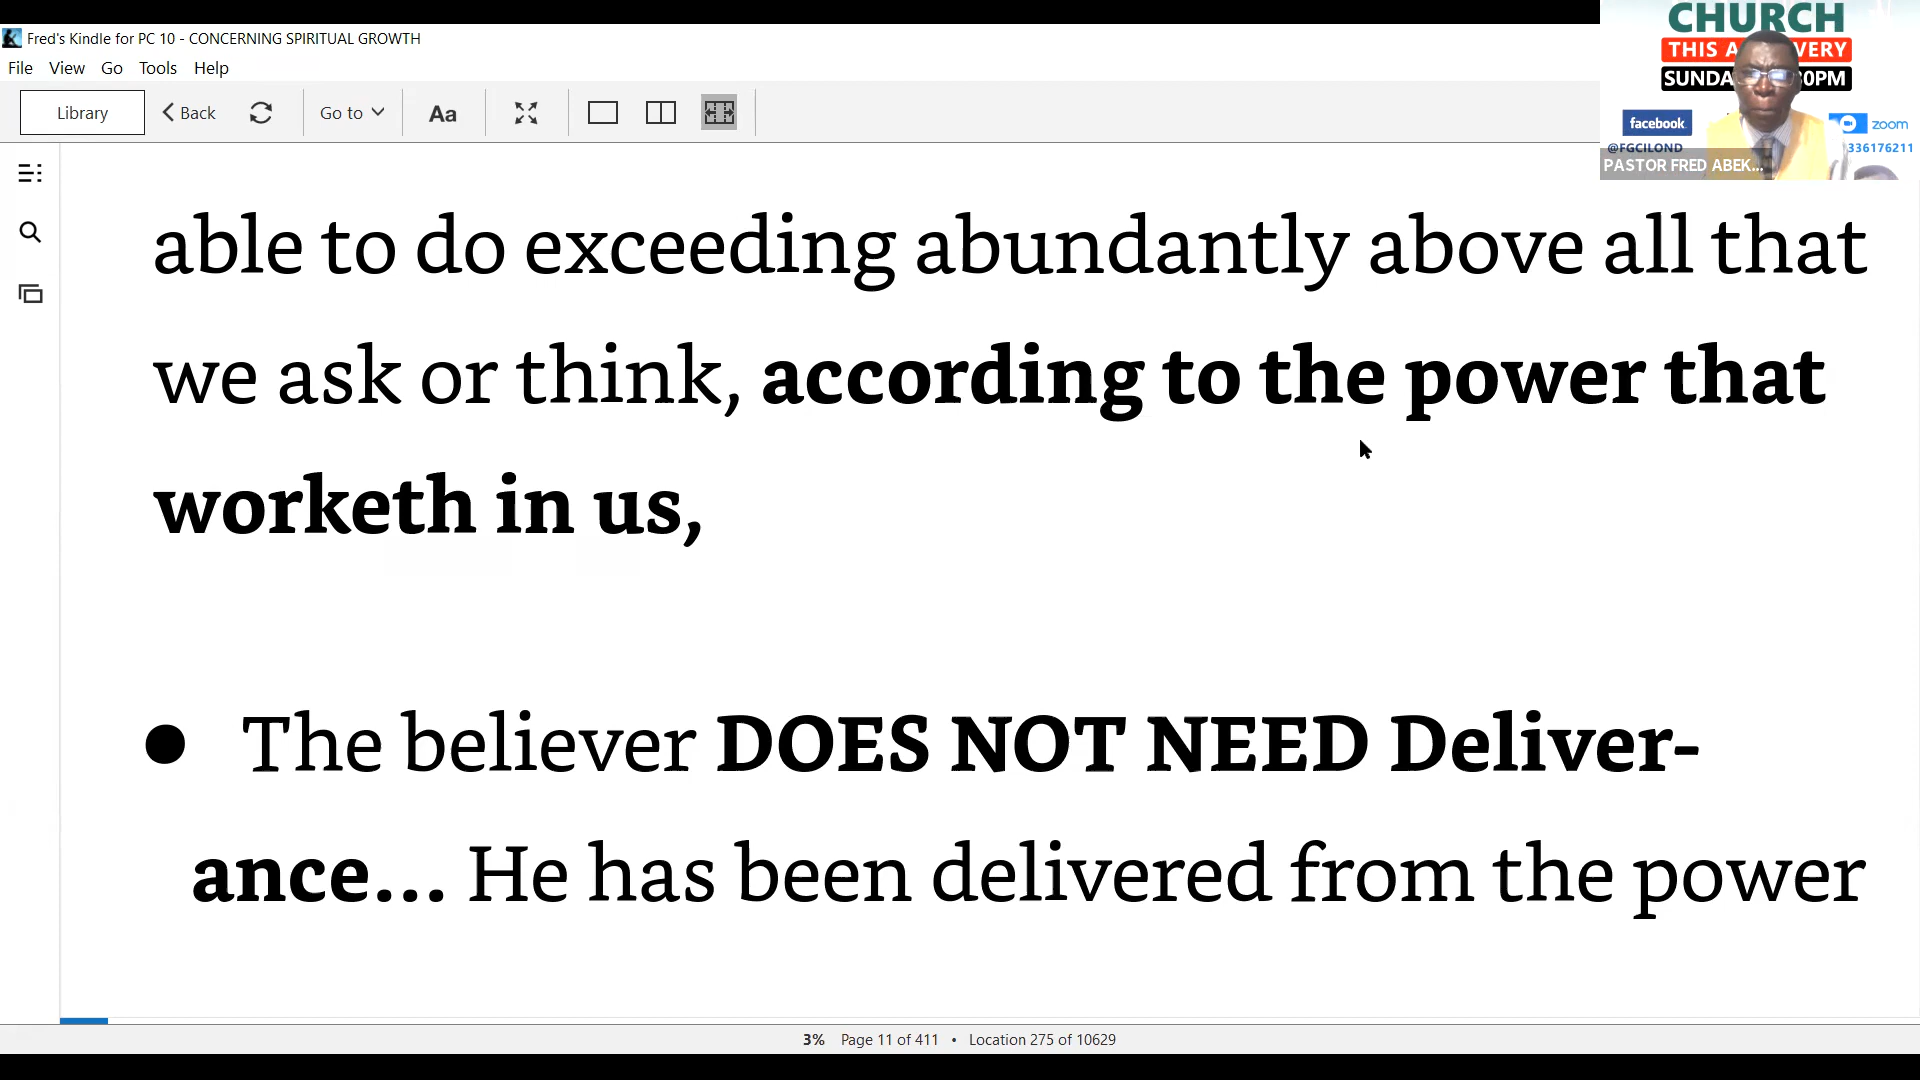 Fred's Kindle for PC 10 - CONCERNING SPIRITUAL GROWTH
File View Go Tools Help
Library Back Go to Aa
CHURCH
facebook
zoom
@FGCILOND
336176211
PASTOR FRED ABEK...
able to do exceeding abundantly above all that
we ask or think, according to the power that
worketh in us,
● The believer DOES NOT NEED Deliver-
ance... He has been delivered from the power
3% Page 11 of 411 • Location 275 of 10629